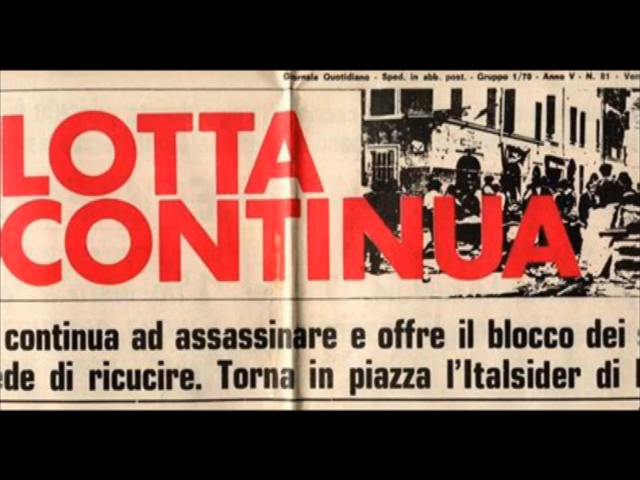 Giornale Quotidiano - Sped. in abb. post. - Gruppo 1/70 - Anno V - N. 81 -
LOTTA
CONTINUA
continua ad assassinare e offre il blocco dei
di ricucire. Torna in piazza l'Italsider di